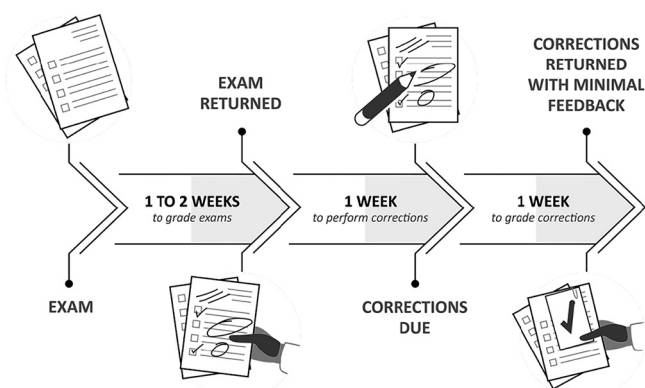 EXAM
RETURNED
CORRECTIONS
RETURNED
WITH MINIMAL
FEEDBACK
1 TO 2 WEEKS
to grade exams
1 WEEK
to perform corrections
1 WEEK
to grade corrections
EXAM
CORRECTIONS
DUE